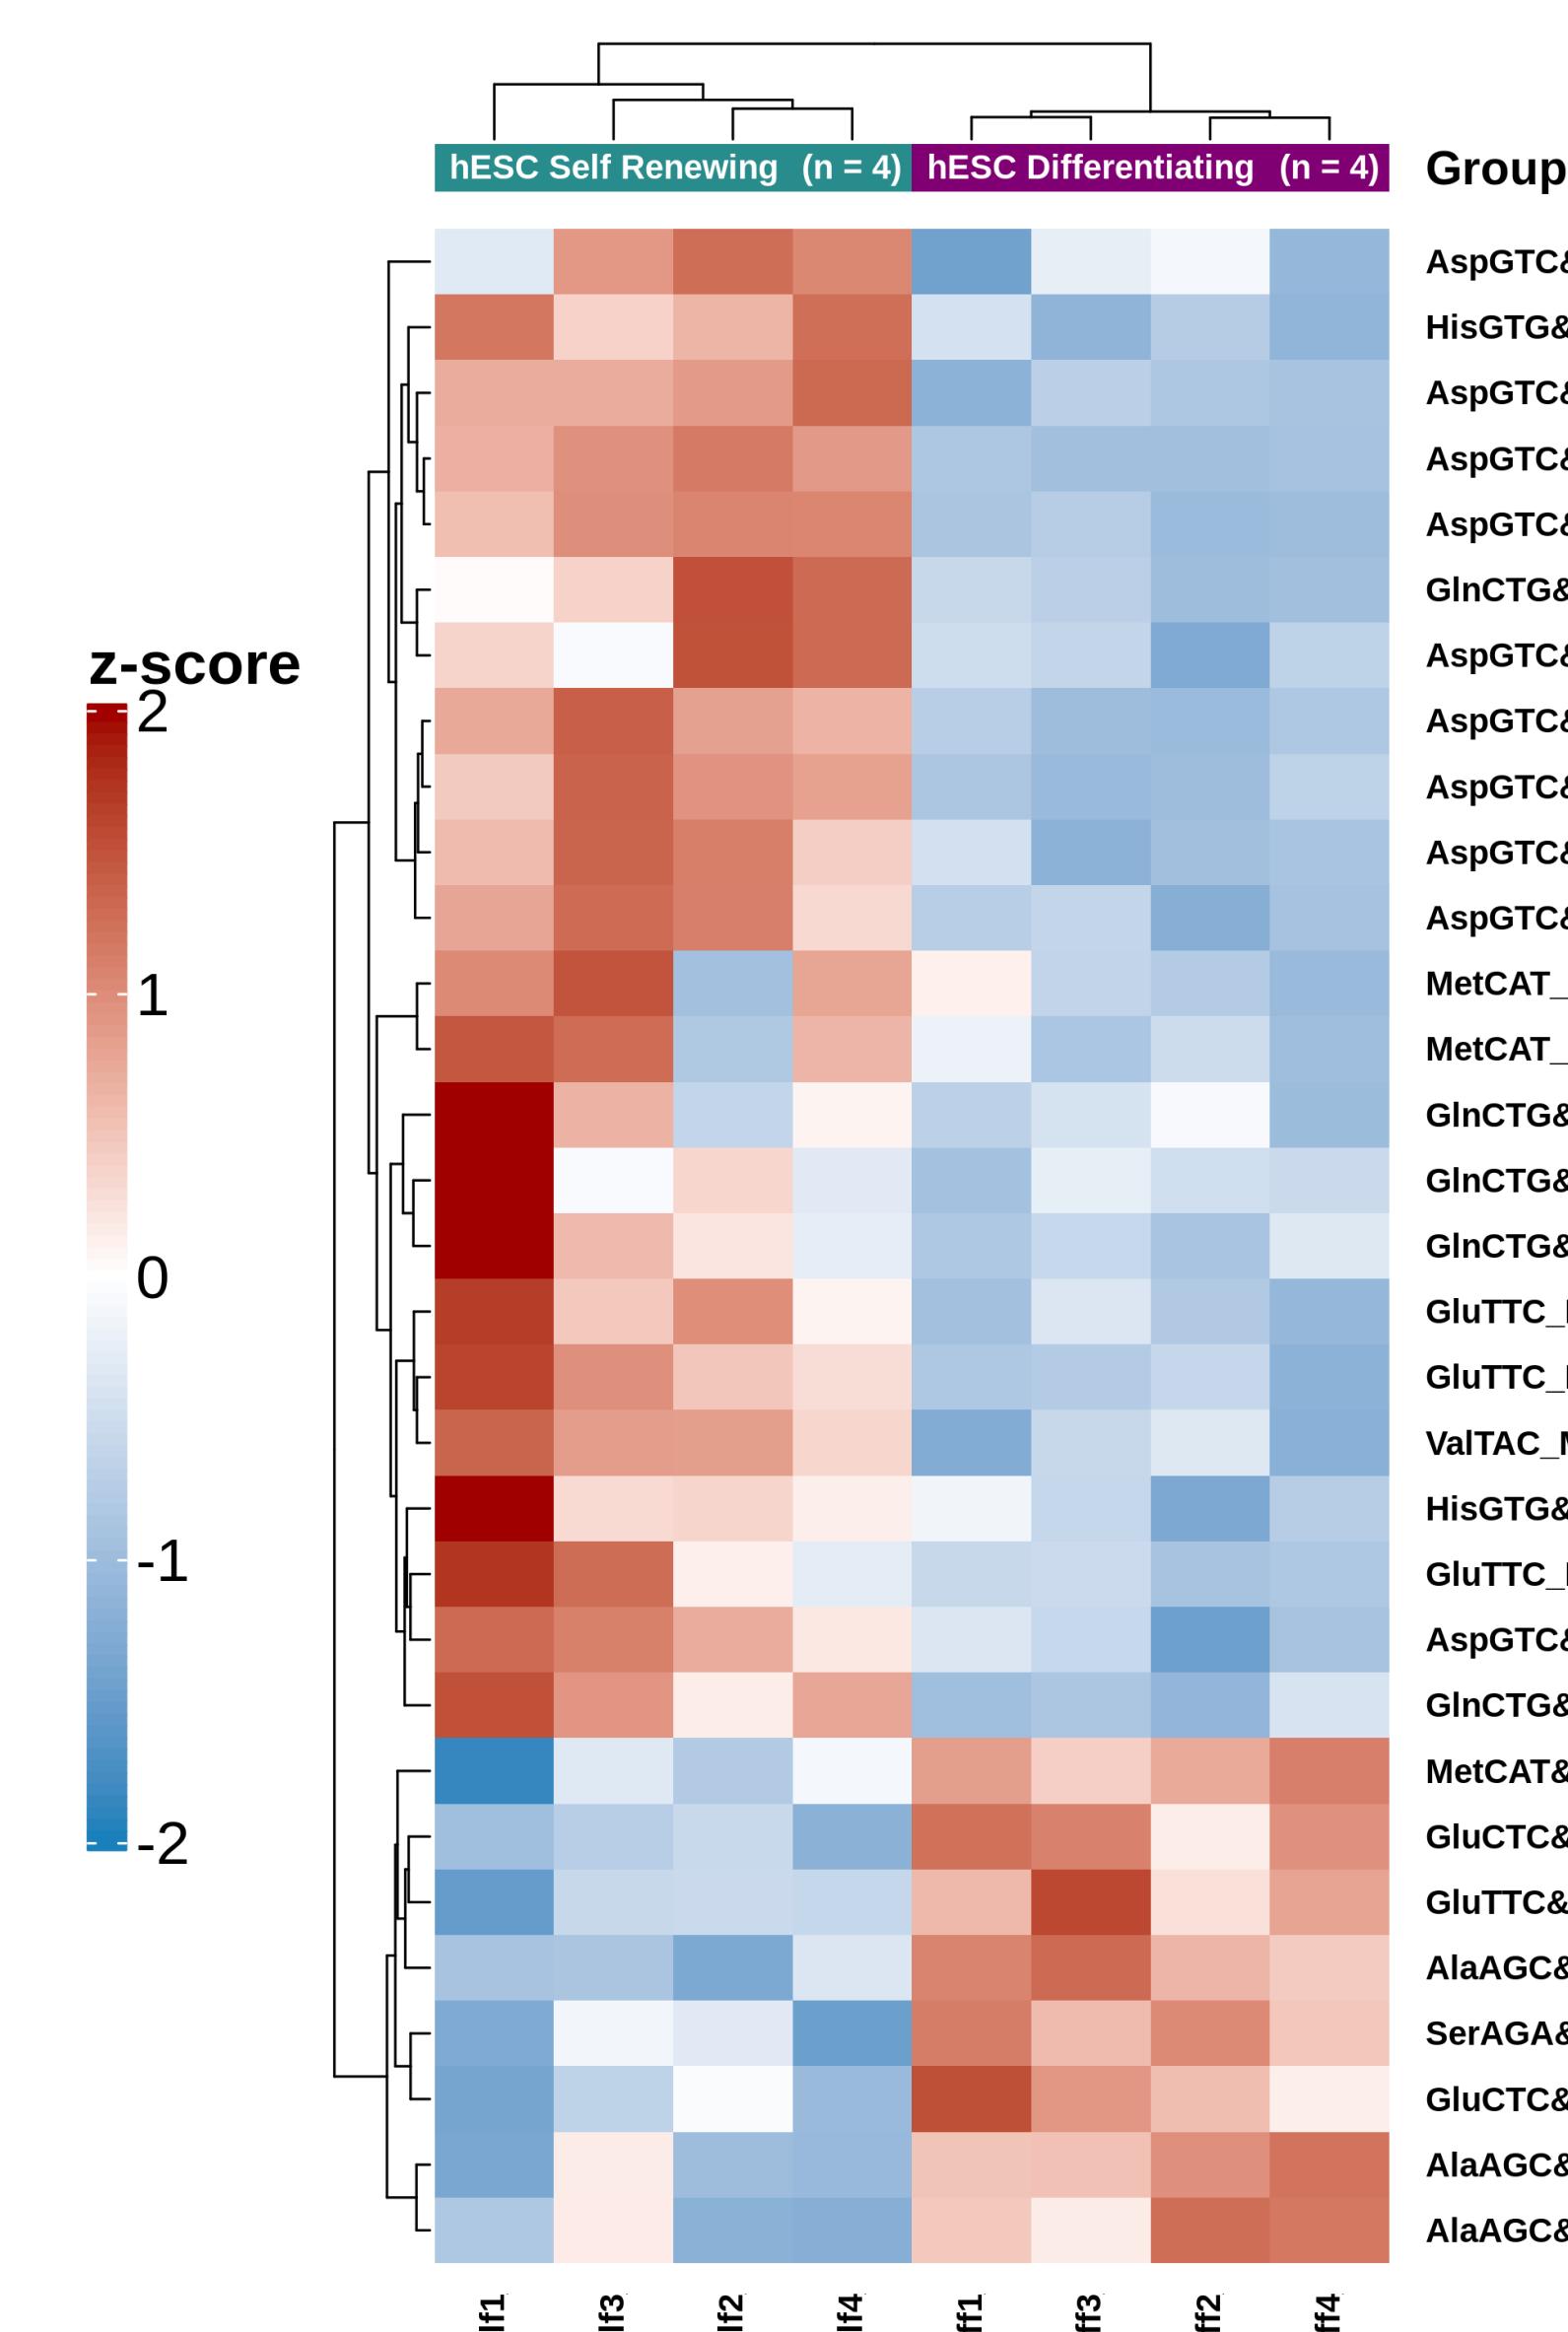 hESC Self Renewing (n = 4) hESC Differentiating (n = 4) Group
AspGTC&
HisGTG&
AspGTC&
AspGTC&
AspGTC&
GlnCTG&
AspGTC&
AspGTC&
AspGTC&
AspGTC&
AspGTC&
MetCAT_
MetCAT_
GlnCTG&
GlnCTG&
GlnCTG&
GluTTC_
GluTTC_
ValTAC_
HisGTG&
GluTTC_
AspGTC&
GlnCTG&
MetCAT&
GluCTC&
GluTTC&
AlaAGC&
SerAGA&
GluCTC&
AlaAGC&
AlaAGC&
z-score
2
1
0
-1
-2
lf1 lf3 lf2 lf4 ff1 ff3 ff2 ff4